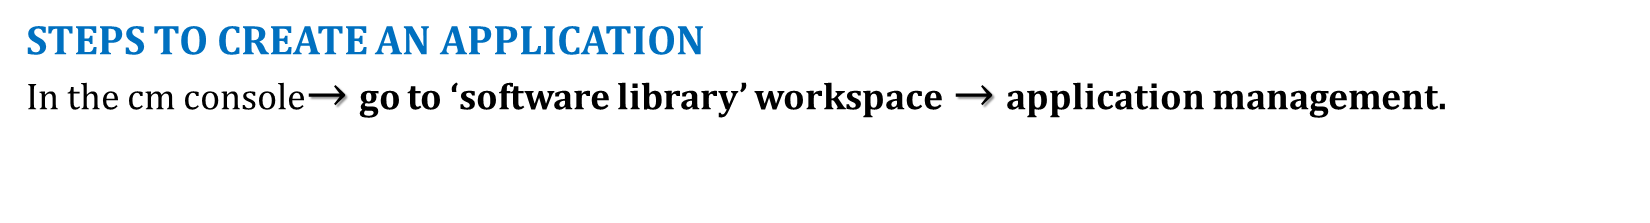 STEPS TO CREATE AN APPLICATION
In the cm console→ go to ‘software library’ workspace → application management.